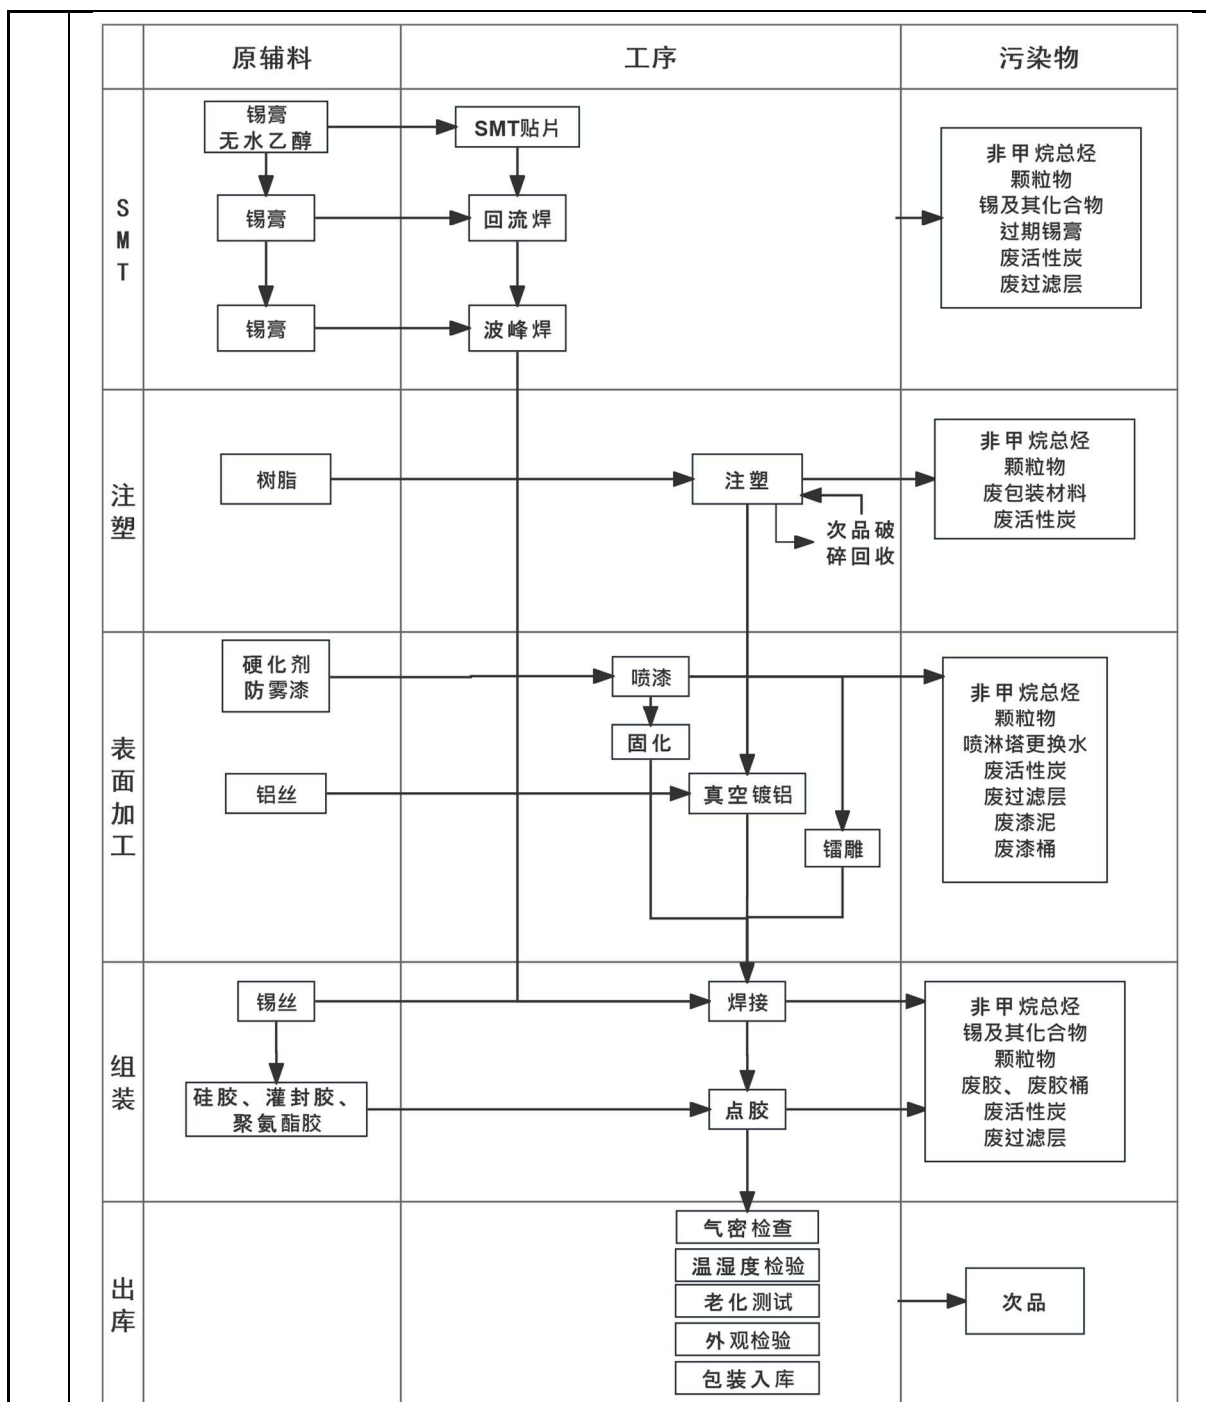 原辅料
工序
污染物
S
M
T
锡膏
无水乙醇
SMT贴片
锡膏
回流焊
锡膏
波峰焊
非甲烷总烃
颗粒物
锡及其化合物
过期锡膏
废活性炭
废过滤层
注
塑
树脂
注塑
次品破
碎回收
非甲烷总烃
颗粒物
废包装材料
废活性炭
表
面
加
工
硬化剂
防雾漆
喷漆
固化
铝丝
真空镀铝
镭雕
非甲烷总烃
颗粒物
喷淋塔更换水
废活性炭
废过滤层
废漆泥
废漆桶
组
装
锡丝
焊接
硅胶、灌封胶、
聚氨酯胶
点胶
非甲烷总烃
锡及其化合物
颗粒物
废胶、废胶桶
废活性炭
废过滤层
出
库
气密检查
温湿度检验
老化测试
外观检验
包装入库
次品